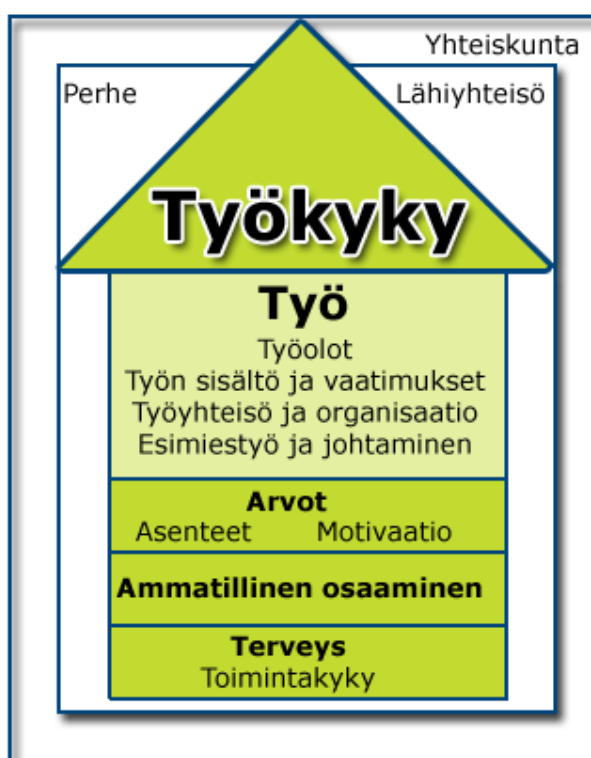 Yhteiskunta
Perhe
Lähiyhteisö
Työkyky
Työ
Työolot
Työn sisältö ja vaatimukset
Työyhteisö ja organisaatio
Esimiestyö ja johtaminen
Arvot
Asenteet Motivaatio
Ammatillinen osaaminen
Terveys
Toimintakyky